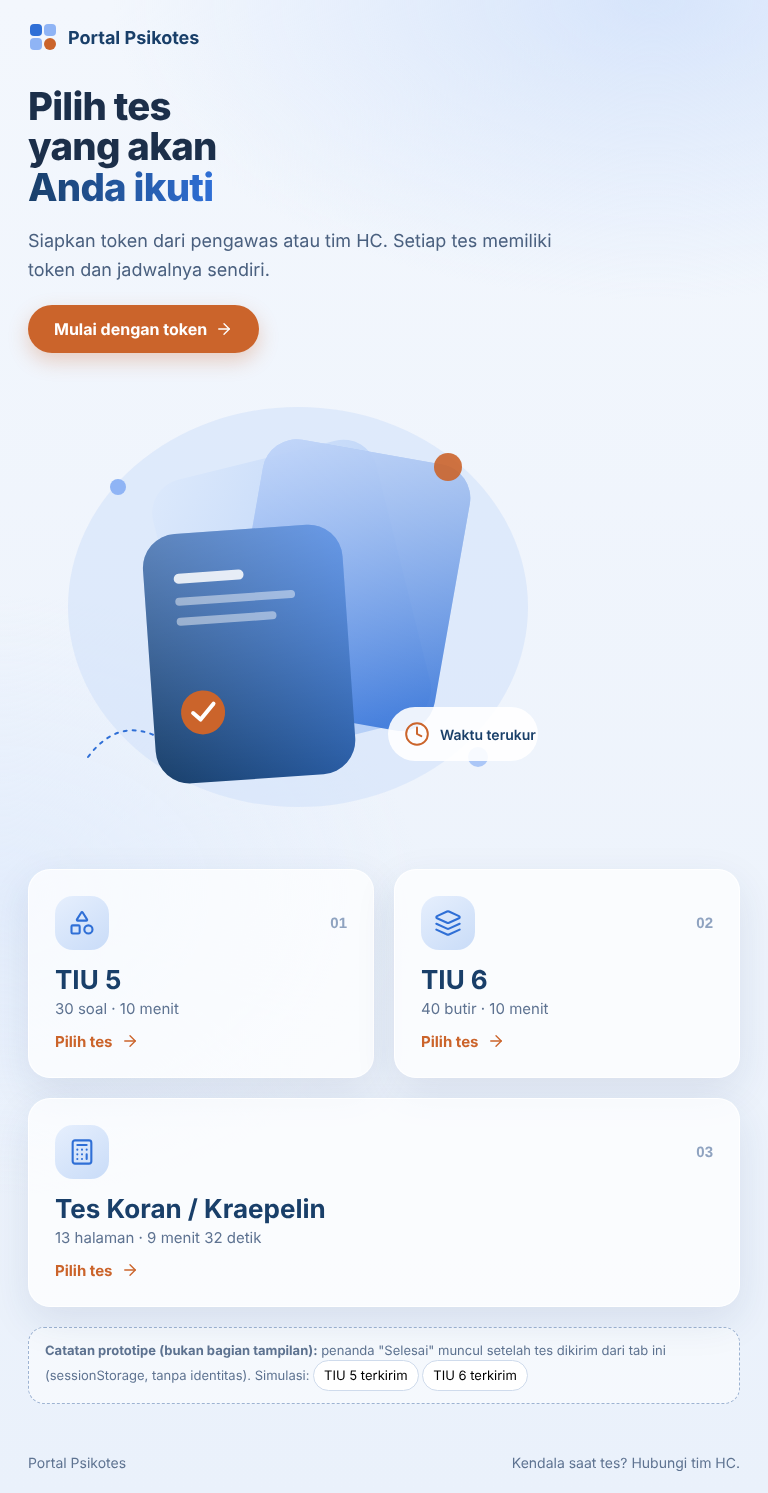 Portal Psikotes
Pilih tes
yang akan
Anda ikuti
Siapkan token dari pengawas atau tim HC. Setiap tes memiliki
token dan jadwalnya sendiri.
Mulai dengan token
Waktu terukur
01
TIU 5
30 soal · 10 menit
Pilih tes
02
TIU 6
40 butir · 10 menit
Pilih tes
03
Tes Koran / Kraepelin
13 halaman · 9 menit 32 detik
Pilih tes
Catatan prototipe (bukan bagian tampilan): penanda "Selesai" muncul setelah tes dikirim dari tab ini
(sessionStorage, tanpa identitas). Simulasi: TIU 5 terkirim TIU 6 terkirim
Portal Psikotes
Kendala saat tes? Hubungi tim HC.